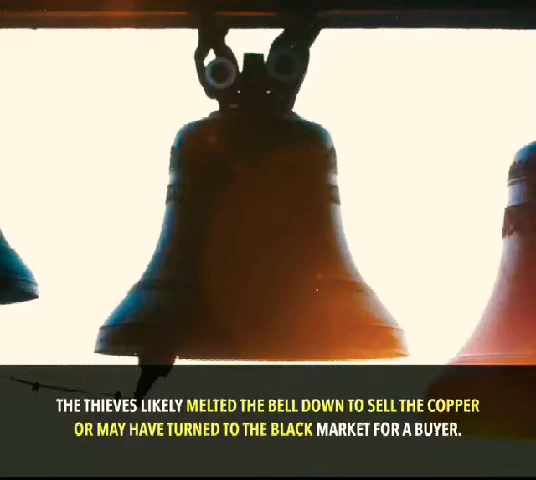 THE THIEVES LIKELY MELTED THE BELL DOWN TO SELL THE COPPER
OR MAY HAVE TURNED TO THE BLACK MARKET FOR A BUYER.